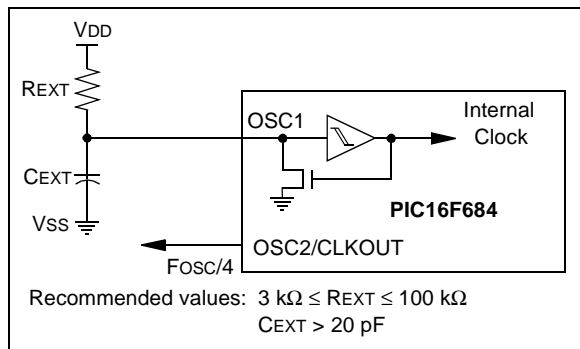 VDD
REXT
OSC1
Internal
Clock
CEXT
PIC16F684
VSS
OSC2/CLKOUT
FOSC/4
Recommended values: 3 kΩ ≤ REXT ≤ 100 kΩ
CEXT > 20 pF